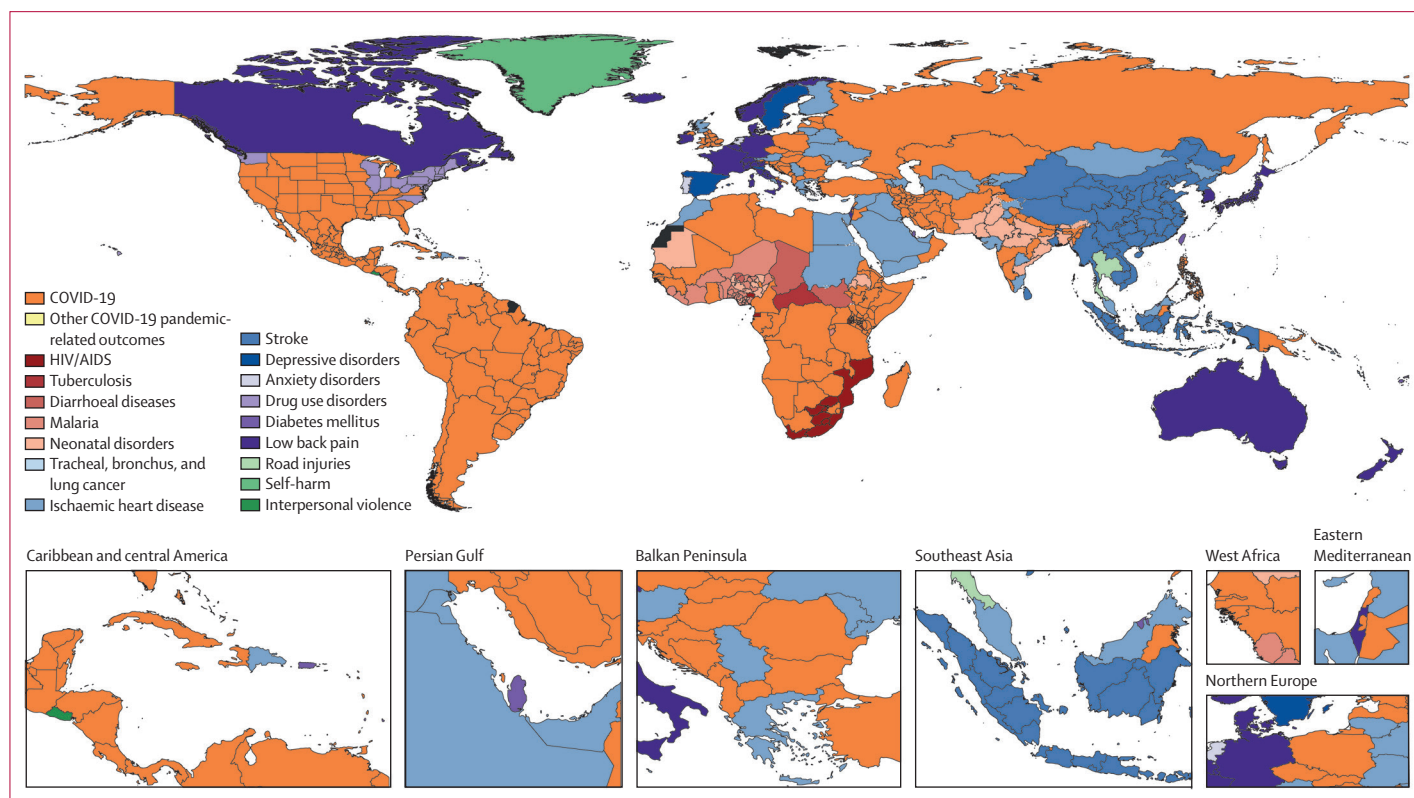 COVID-19
Other COVID-19 pandemic-
related outcomes
HIV/AIDS
Tuberculosis
Diarrhoeal diseases
Malaria
Neonatal disorders
Tracheal, bronchus, and
lung cancer
Ischaemic heart disease
Stroke
Depressive disorders
Anxiety disorders
Drug use disorders
Diabetes mellitus
Low back pain
Road injuries
Self-harm
Interpersonal violence
Caribbean and central America
Persian Gulf
Balkan Peninsula
Southeast Asia
West Africa
Eastern
Mediterranean
Northern Europe